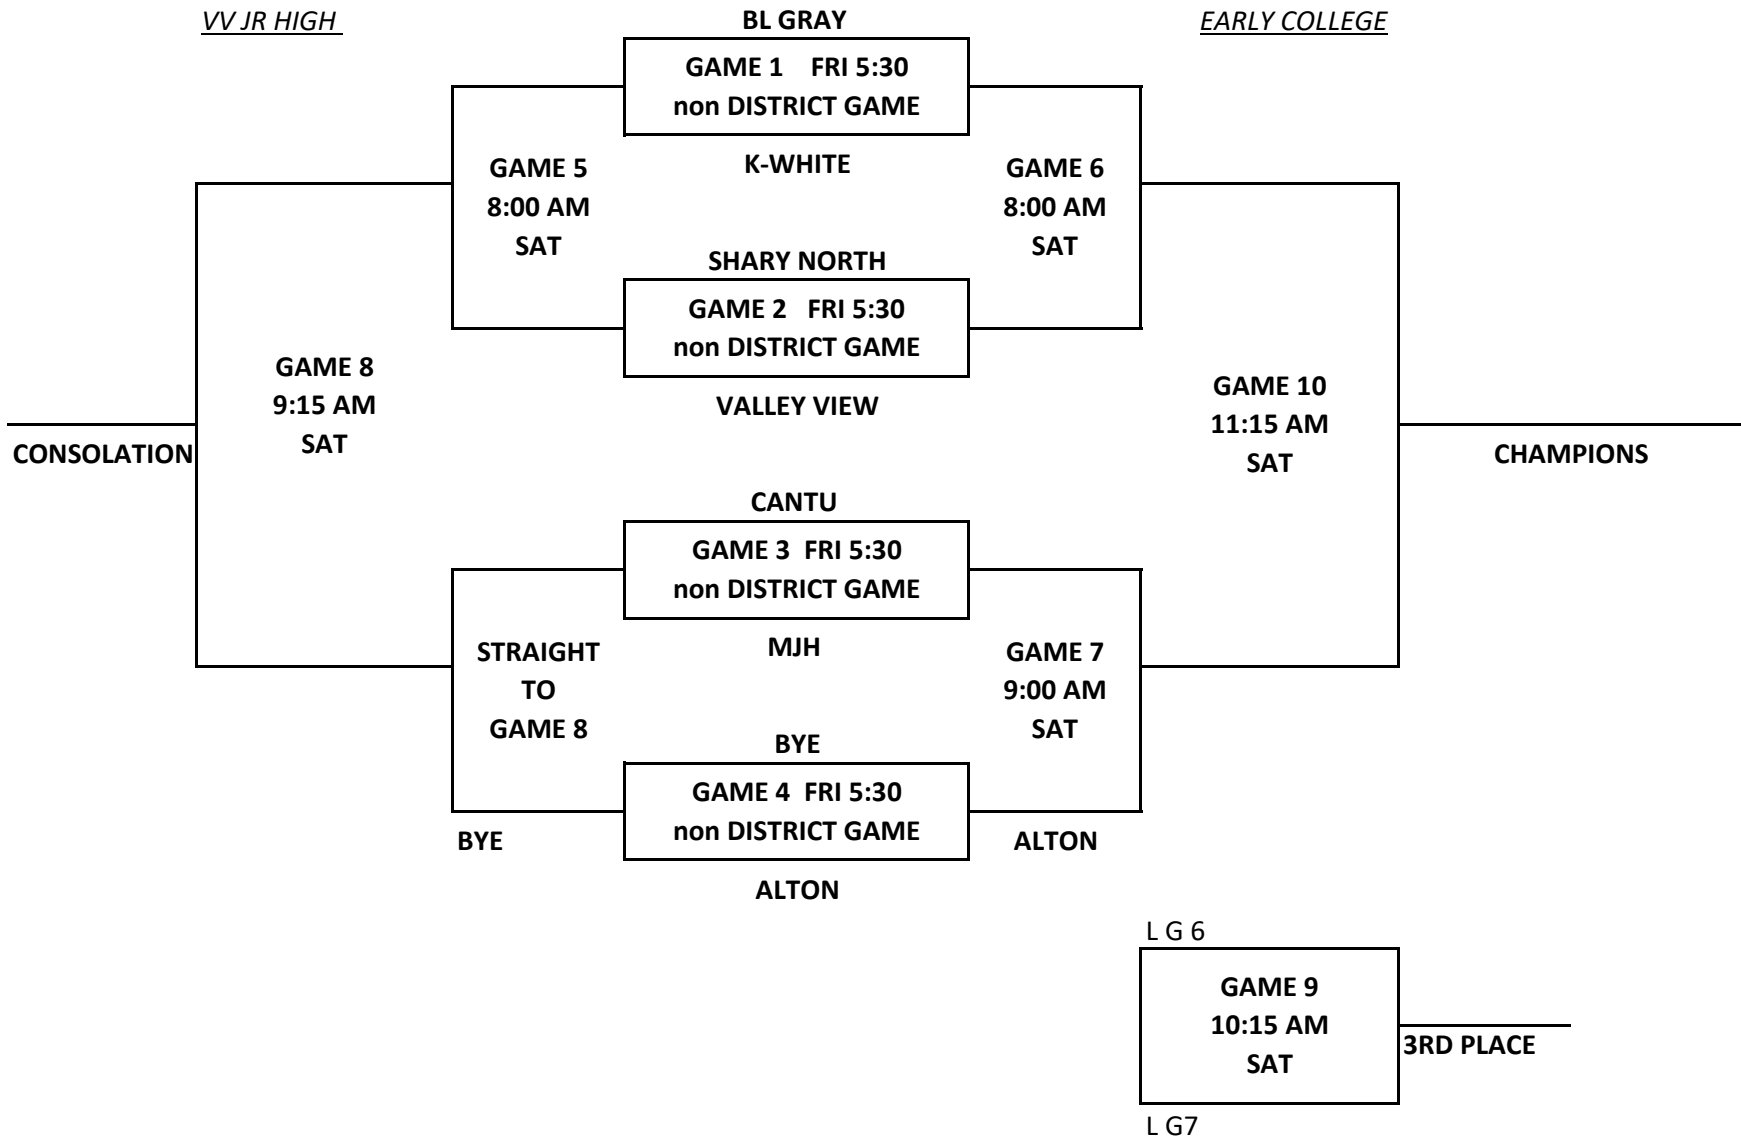 VV JR HIGH
BL GRAY
EARLY COLLEGE
GAME 1 FRI 5:30
non DISTRICT GAME
K-WHITE
GAME 5
8:00 AM
SAT
GAME 6
8:00 AM
SAT
SHARY NORTH
GAME 2 FRI 5:30
non DISTRICT GAME
VALLEY VIEW
GAME 8
9:15 AM
SAT
GAME 10
11:15 AM
SAT
CONSOLATION
CHAMPIONS
CANTU
GAME 3 FRI 5:30
non DISTRICT GAME
MJH
STRAIGHT
TO
GAME 8
GAME 7
9:00 AM
SAT
BYE
GAME 4 FRI 5:30
non DISTRICT GAME
BYE
ALTON
ALTON
L G 6
GAME 9
10:15 AM
SAT
3RD PLACE
L G7